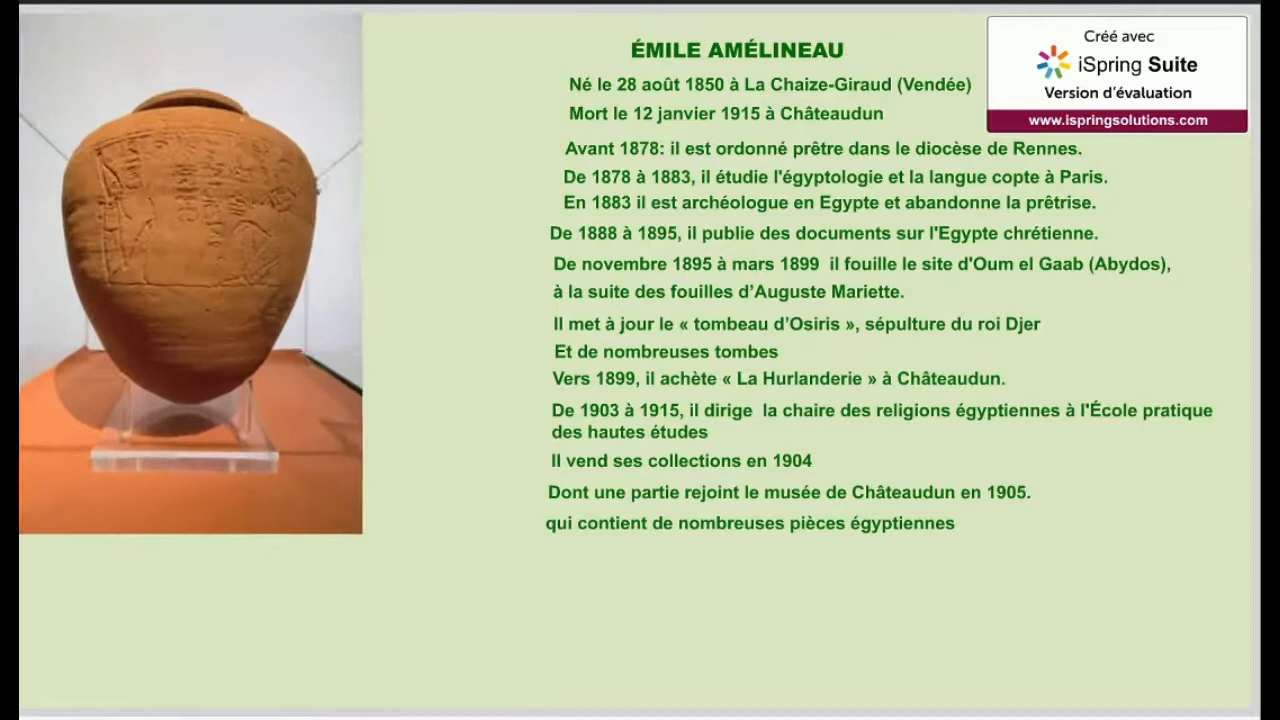 ÉMILE AMÉLINEAU
Né le 28 août 1850 à La Chaize-Giraud (Vendée)
Mort le 12 janvier 1915 à Châteaudun
Avant 1878: il est ordonné prêtre dans le diocèse de Rennes.
De 1878 à 1883, il étudie l'égyptologie et la langue copte à Paris.
En 1883 il est archéologue en Egypte et abandonne la prêtrise.
De 1888 à 1895, il publie des documents sur l'Egypte chrétienne.
De novembre 1895 à mars 1899 il fouille le site d'Oum el Gaab (Abydos),
à la suite des fouilles d’Auguste Mariette.
Il met à jour le « tombeau d’Osiris », sépulture du roi Djer
Et de nombreuses tombes
Vers 1899, il achète « La Hurlanderie » à Châteaudun.
De 1903 à 1915, il dirige la chaire des religions égyptiennes à l'École pratique
des hautes études
Il vend ses collections en 1904
Dont une partie rejoint le musée de Châteaudun en 1905.
qui contient de nombreuses pièces égyptiennes
Créé avec
iSpring Suite
Version d’évaluation
www.ispringsolutions.com